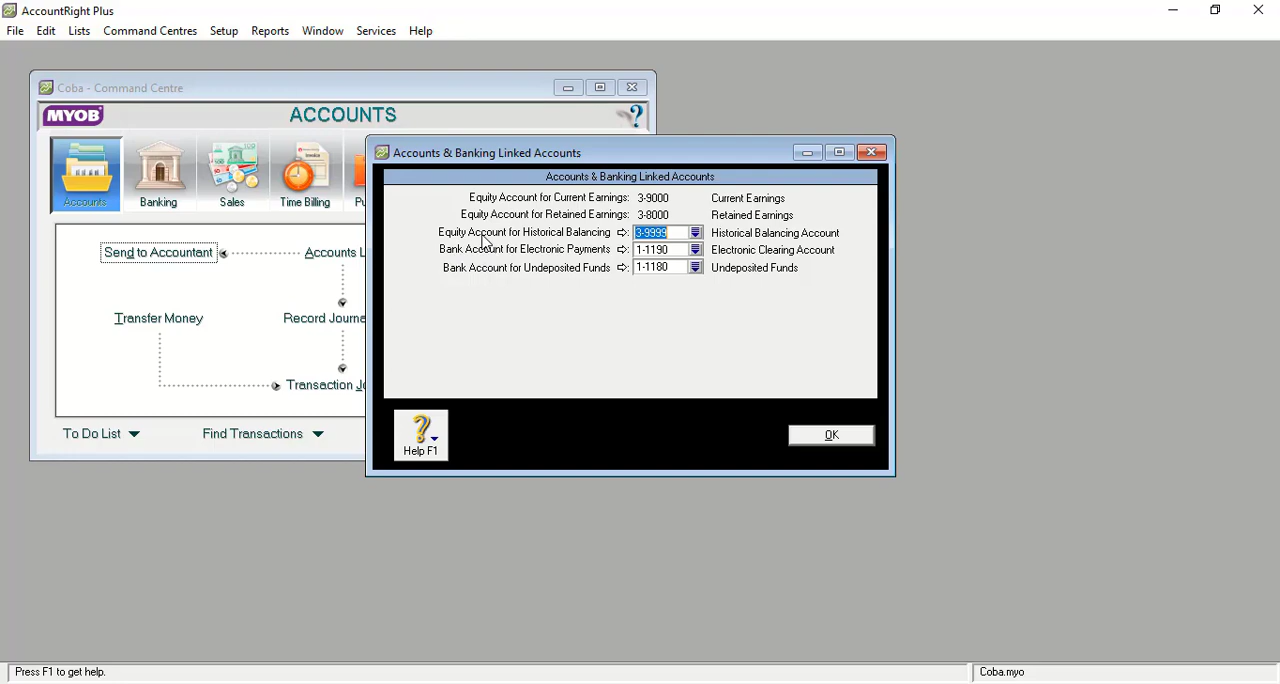 AccountRight Plus
File Edit Lists Command Centres Setup Reports Window Services Help
Coba - Command Centre
MYOB ACCOUNTS
Accounts Banking Sales Time Billing
Send to Accountant
Transfer Money
Record Journa
Transaction Jo
To Do List Find Transactions
Accounts & Banking Linked Accounts
Accounts & Banking Linked Accounts
Equity Account for Current Earnings: 3-9000 Current Earnings
Equity Account for Retained Earnings: 3-8000 Retained Earnings
Equity Account for Historical Balancing 3-9999 Historical Balancing Account
Bank Account for Electronic Payments 1-1190 Electronic Clearing Account
Bank Account for Undeposited Funds 1-1180 Undeposited Funds
? Help F1
OK
Press F1 to get help. Coba.myo